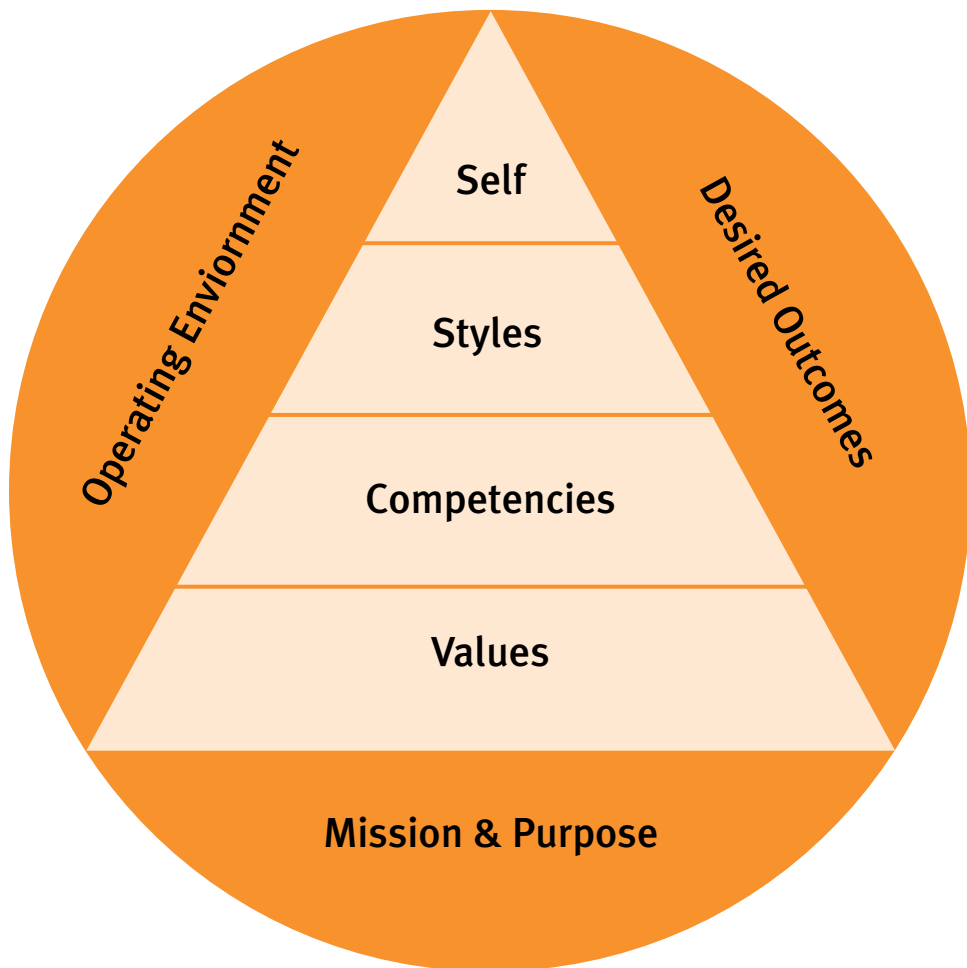 Self
Operating Enviornment
Desired Outcomes
Styles
Competencies
Values
Mission & Purpose